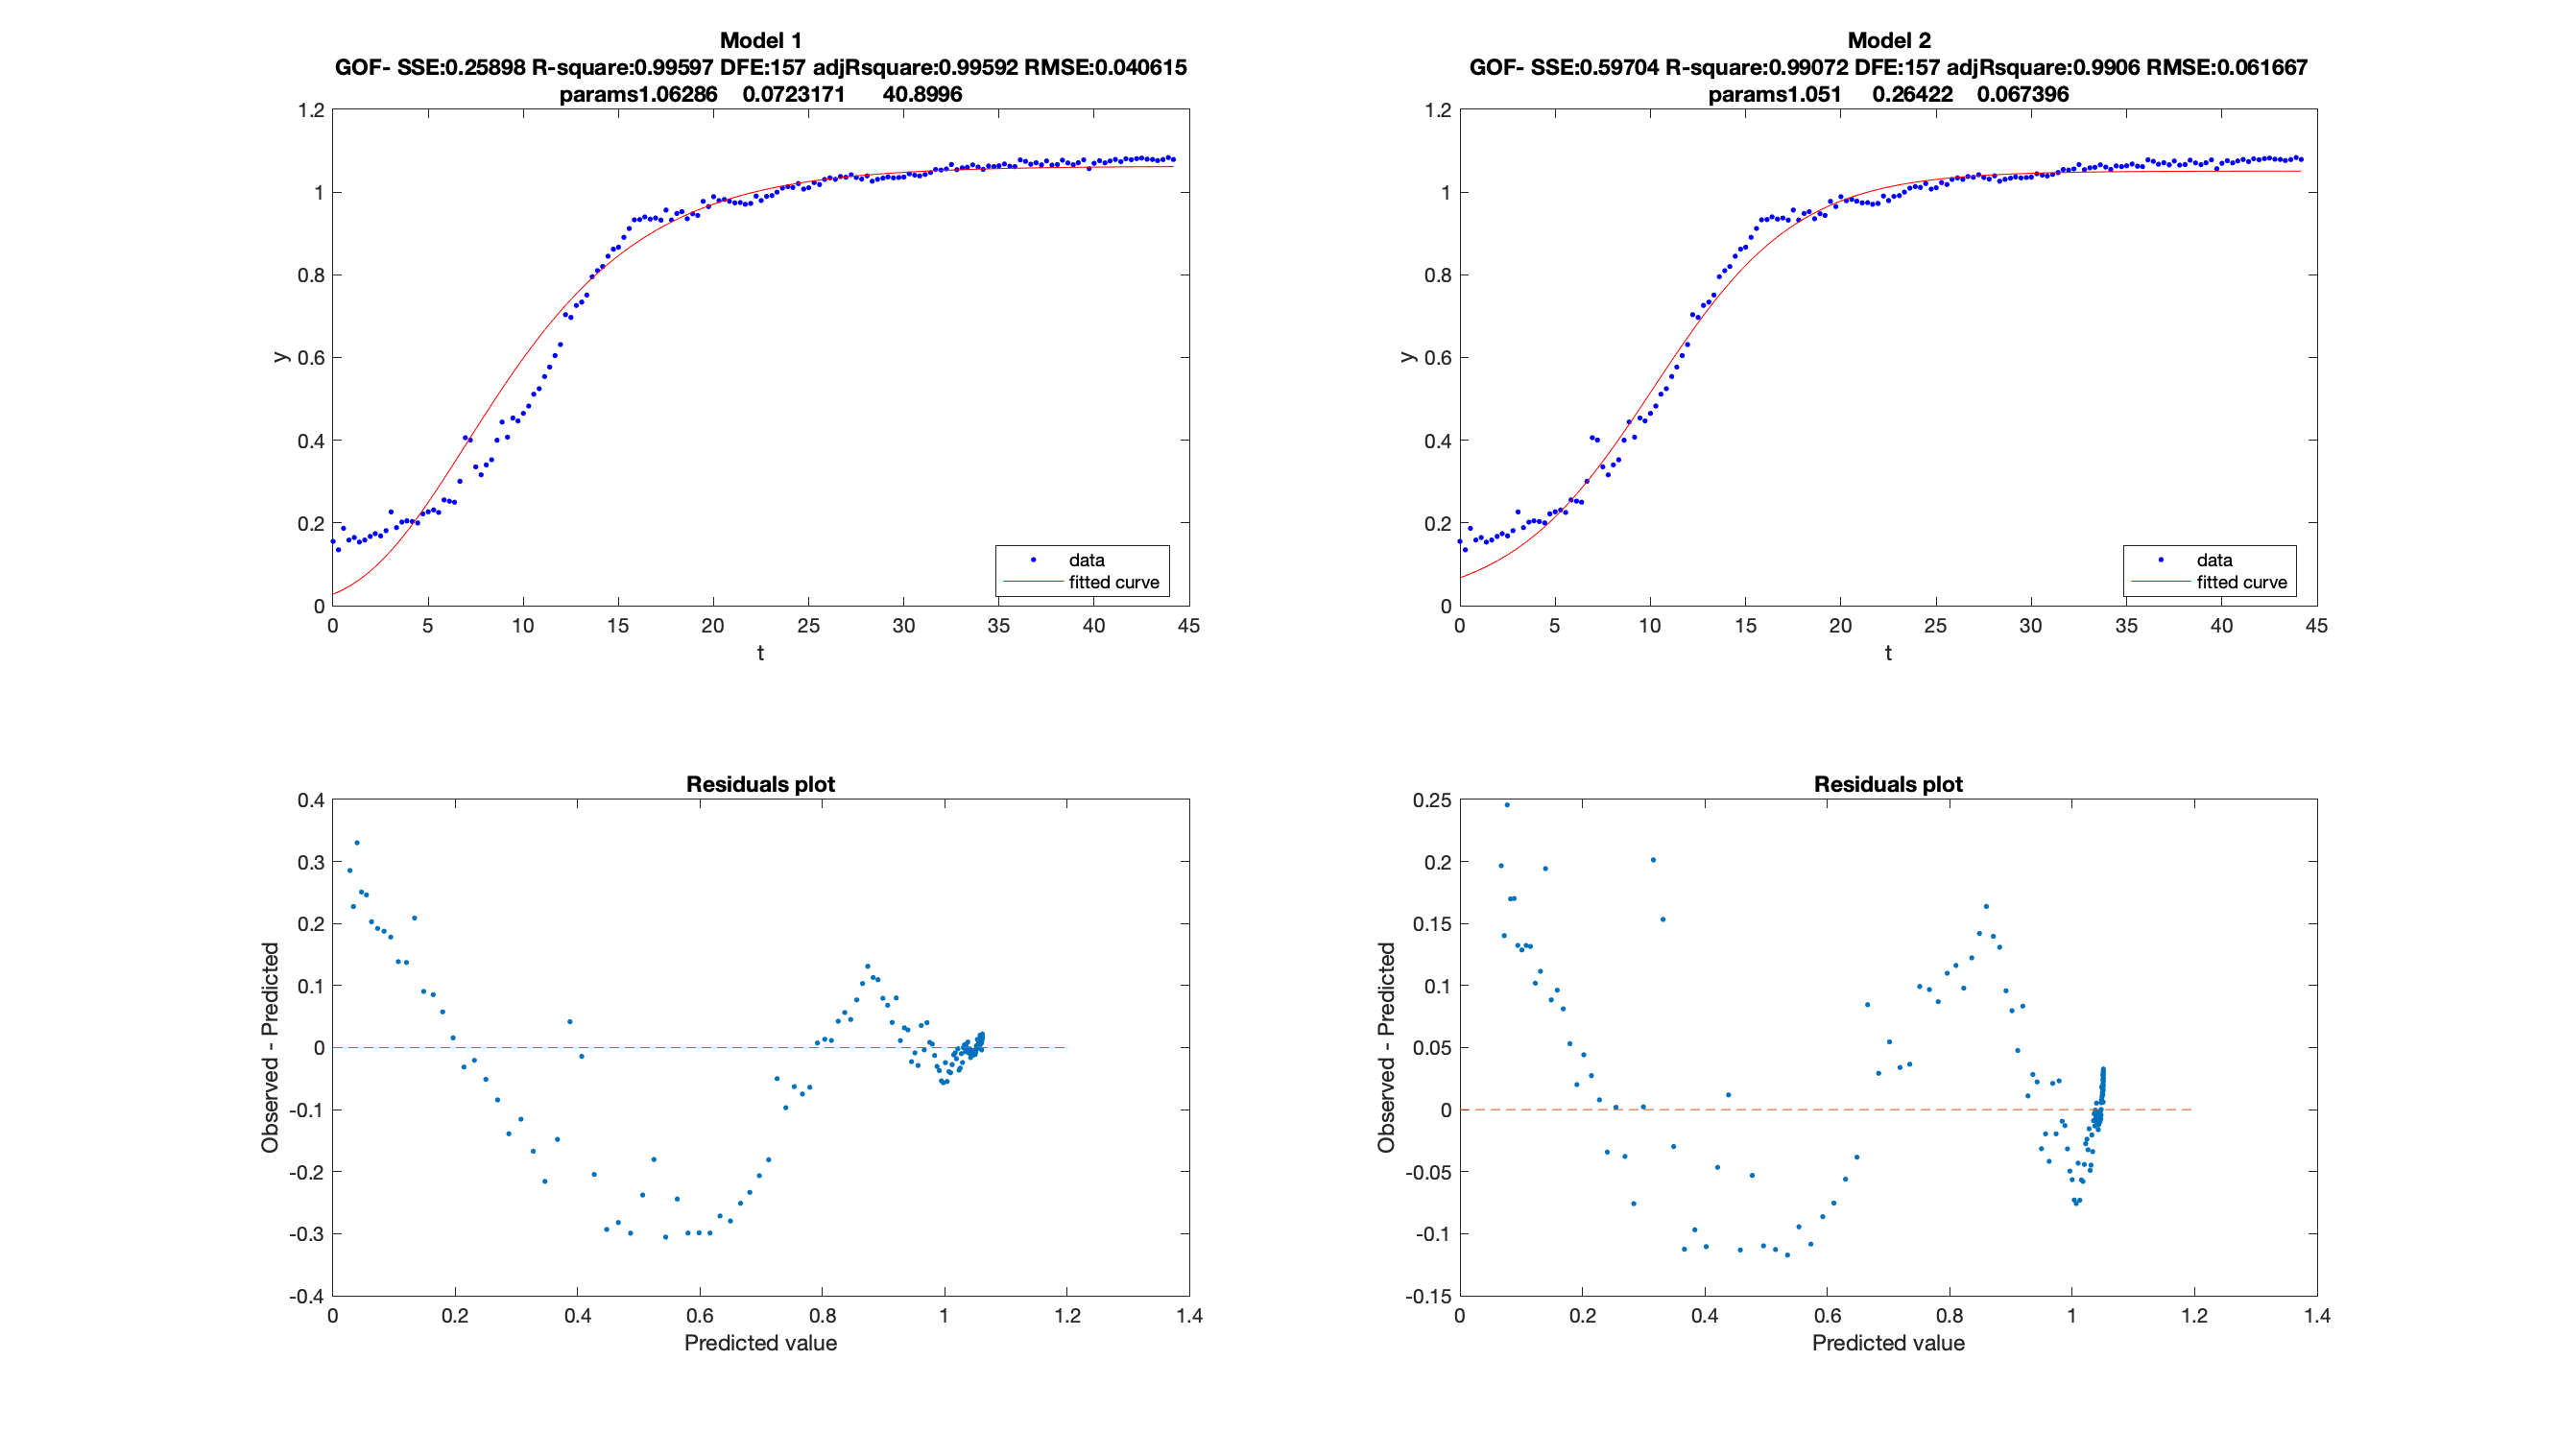 Model 1
GOF- SSE:0.25898 R-square:0.99597 DFE:157 adjRsquare:0.99592 RMSE:0.040615
params1.06286 0.0723171 40.8996
1.2
1
0.8
0.6
0.4
0.2
0
y
0 5 10 15 20 25 30 35 40 45
t
data
fitted curve
Model 2
GOF- SSE:0.59704 R-square:0.99072 DFE:157 adjRsquare:0.9906 RMSE:0.061667
params1.051 0.26422 0.067396
1.2
1
0.8
0.6
0.4
0.2
0
y
0 5 10 15 20 25 30 35 40 45
t
data
fitted curve
Residuals plot
0.4
0.3
0.2
0.1
0
-0.1
-0.2
-0.3
-0.4
Observed - Predicted
0 0.2 0.4 0.6 0.8 1 1.2 1.4
Predicted value
Residuals plot
0.25
0.2
0.15
0.1
0.05
0
-0.05
-0.1
-0.15
Observed - Predicted
0 0.2 0.4 0.6 0.8 1 1.2 1.4
Predicted value